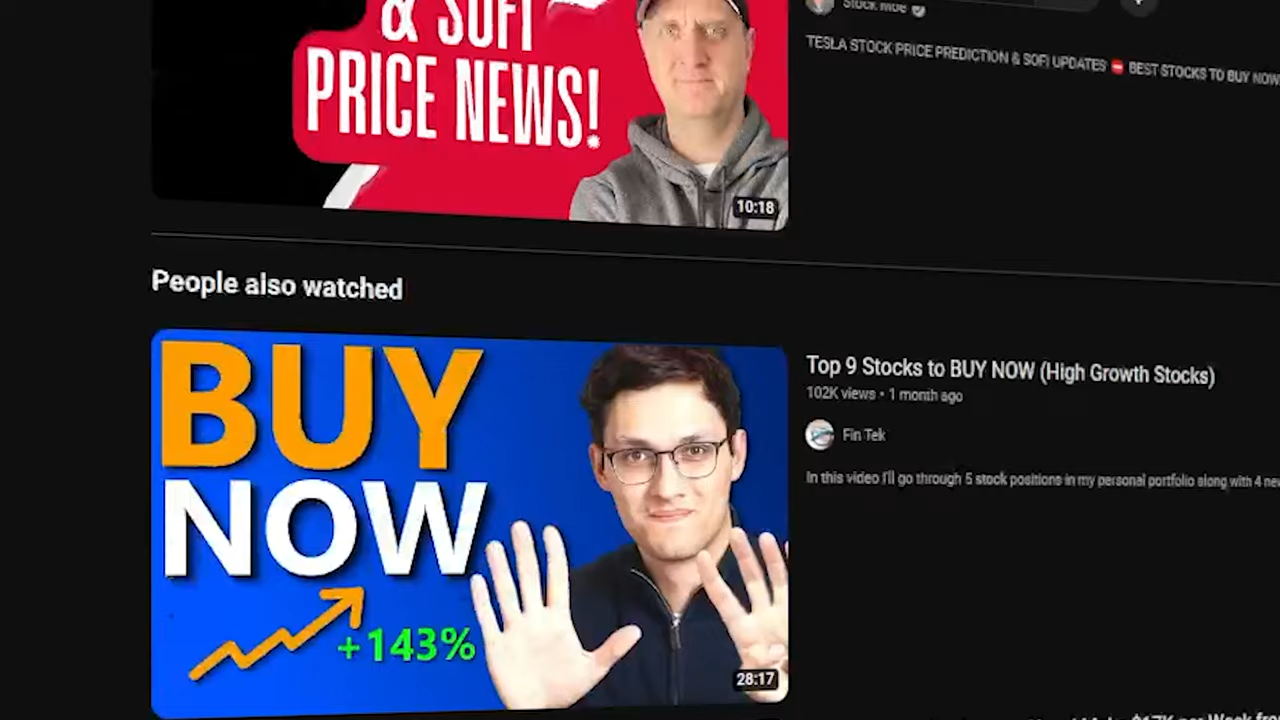 & SOFI
PRICE NEWS!
10:18
Stock Moe
TESLA STOCK PRICE PREDICTION & SOFI UPDATES ⛔ BEST STOCKS TO BUY NOW
People also watched
BUY
NOW
+143%
28:17
Top 9 Stocks to BUY NOW (High Growth Stocks)
102K views • 1 month ago
Fin Tek
In this video I'll go through 5 stock positions in my personal portfolio along with 4 new